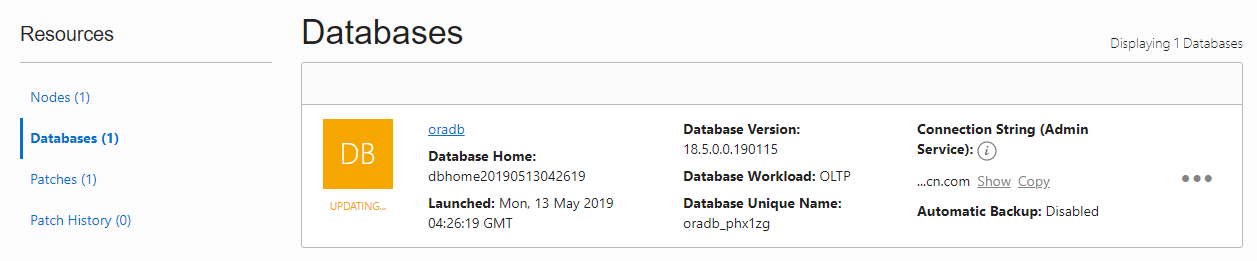 Resources
Nodes (1)
Databases (1)
Patches (1)
Patch History (0)
Databases
Displaying 1 Databases
DB
UPDATING...
oradb
Database Home:
dbhome20190513042619
Launched: Mon, 13 May 2019
04:26:19 GMT
Database Version:
18.5.0.0.190115
Database Workload: OLTP
Database Unique Name:
oradb_phx1zg
Connection String (Admin
Service): i
...cn.com Show Copy
Automatic Backup: Disabled